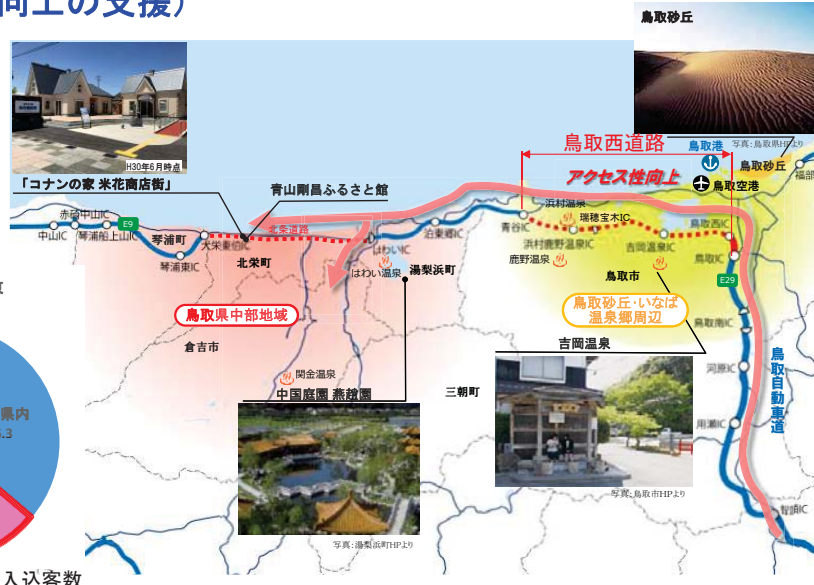 向上の支援）
鳥取砂丘
H30年6月時点
「コナンの家 米花商店街」
青山剛昌ふるさと館
鳥取西道路
鳥取港
写真：鳥取県HPより
アクセス性向上
鳥取空港
鳥取砂丘
福部
浜村温泉
瑞穂宝木IC
赤碕中山IC
E9
中山IC
琴浦船上山IC
琴浦町
琴浦東IC
大栄東伯IC
北条道路
北栄町
はわいIC
はわい温泉
泊東郷IC
湯梨浜町
青谷IC
浜村鹿野温泉IC
鹿野温泉
吉岡温泉IC
鳥取西IC
鳥取IC
鳥取市
E29
鳥取県中部地域
鳥取砂丘・いなば
温泉郷周辺
鳥取南IC
倉吉市
吉岡温泉
関金温泉
中国庭園 燕趙園
三朝町
河原IC
鳥取自動車道
用瀬IC
智頭IC
県内
写真：鳥取市HPより
写真：湯梨浜町HPより
入込客数